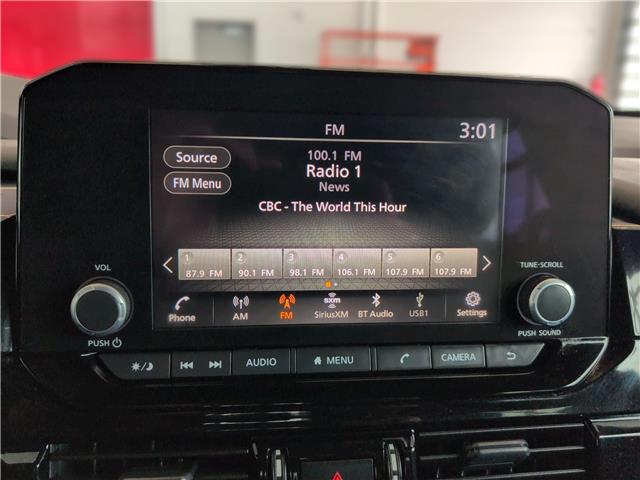 FM 3:01
Source
100.1 FM
Radio 1
FM Menu
News
CBC - The World This Hour
1 2 3 4 5 6
87.9 FM 90.1 FM 98.1 FM 106.1 FM 107.9 FM 107.9 FM
Phone AM FM SiriusXM BT Audio USB1 Settings
sxm
VOL
PUSH
TUNE-SCROLL
PUSH SOUND
AUDIO MENU CAMERA